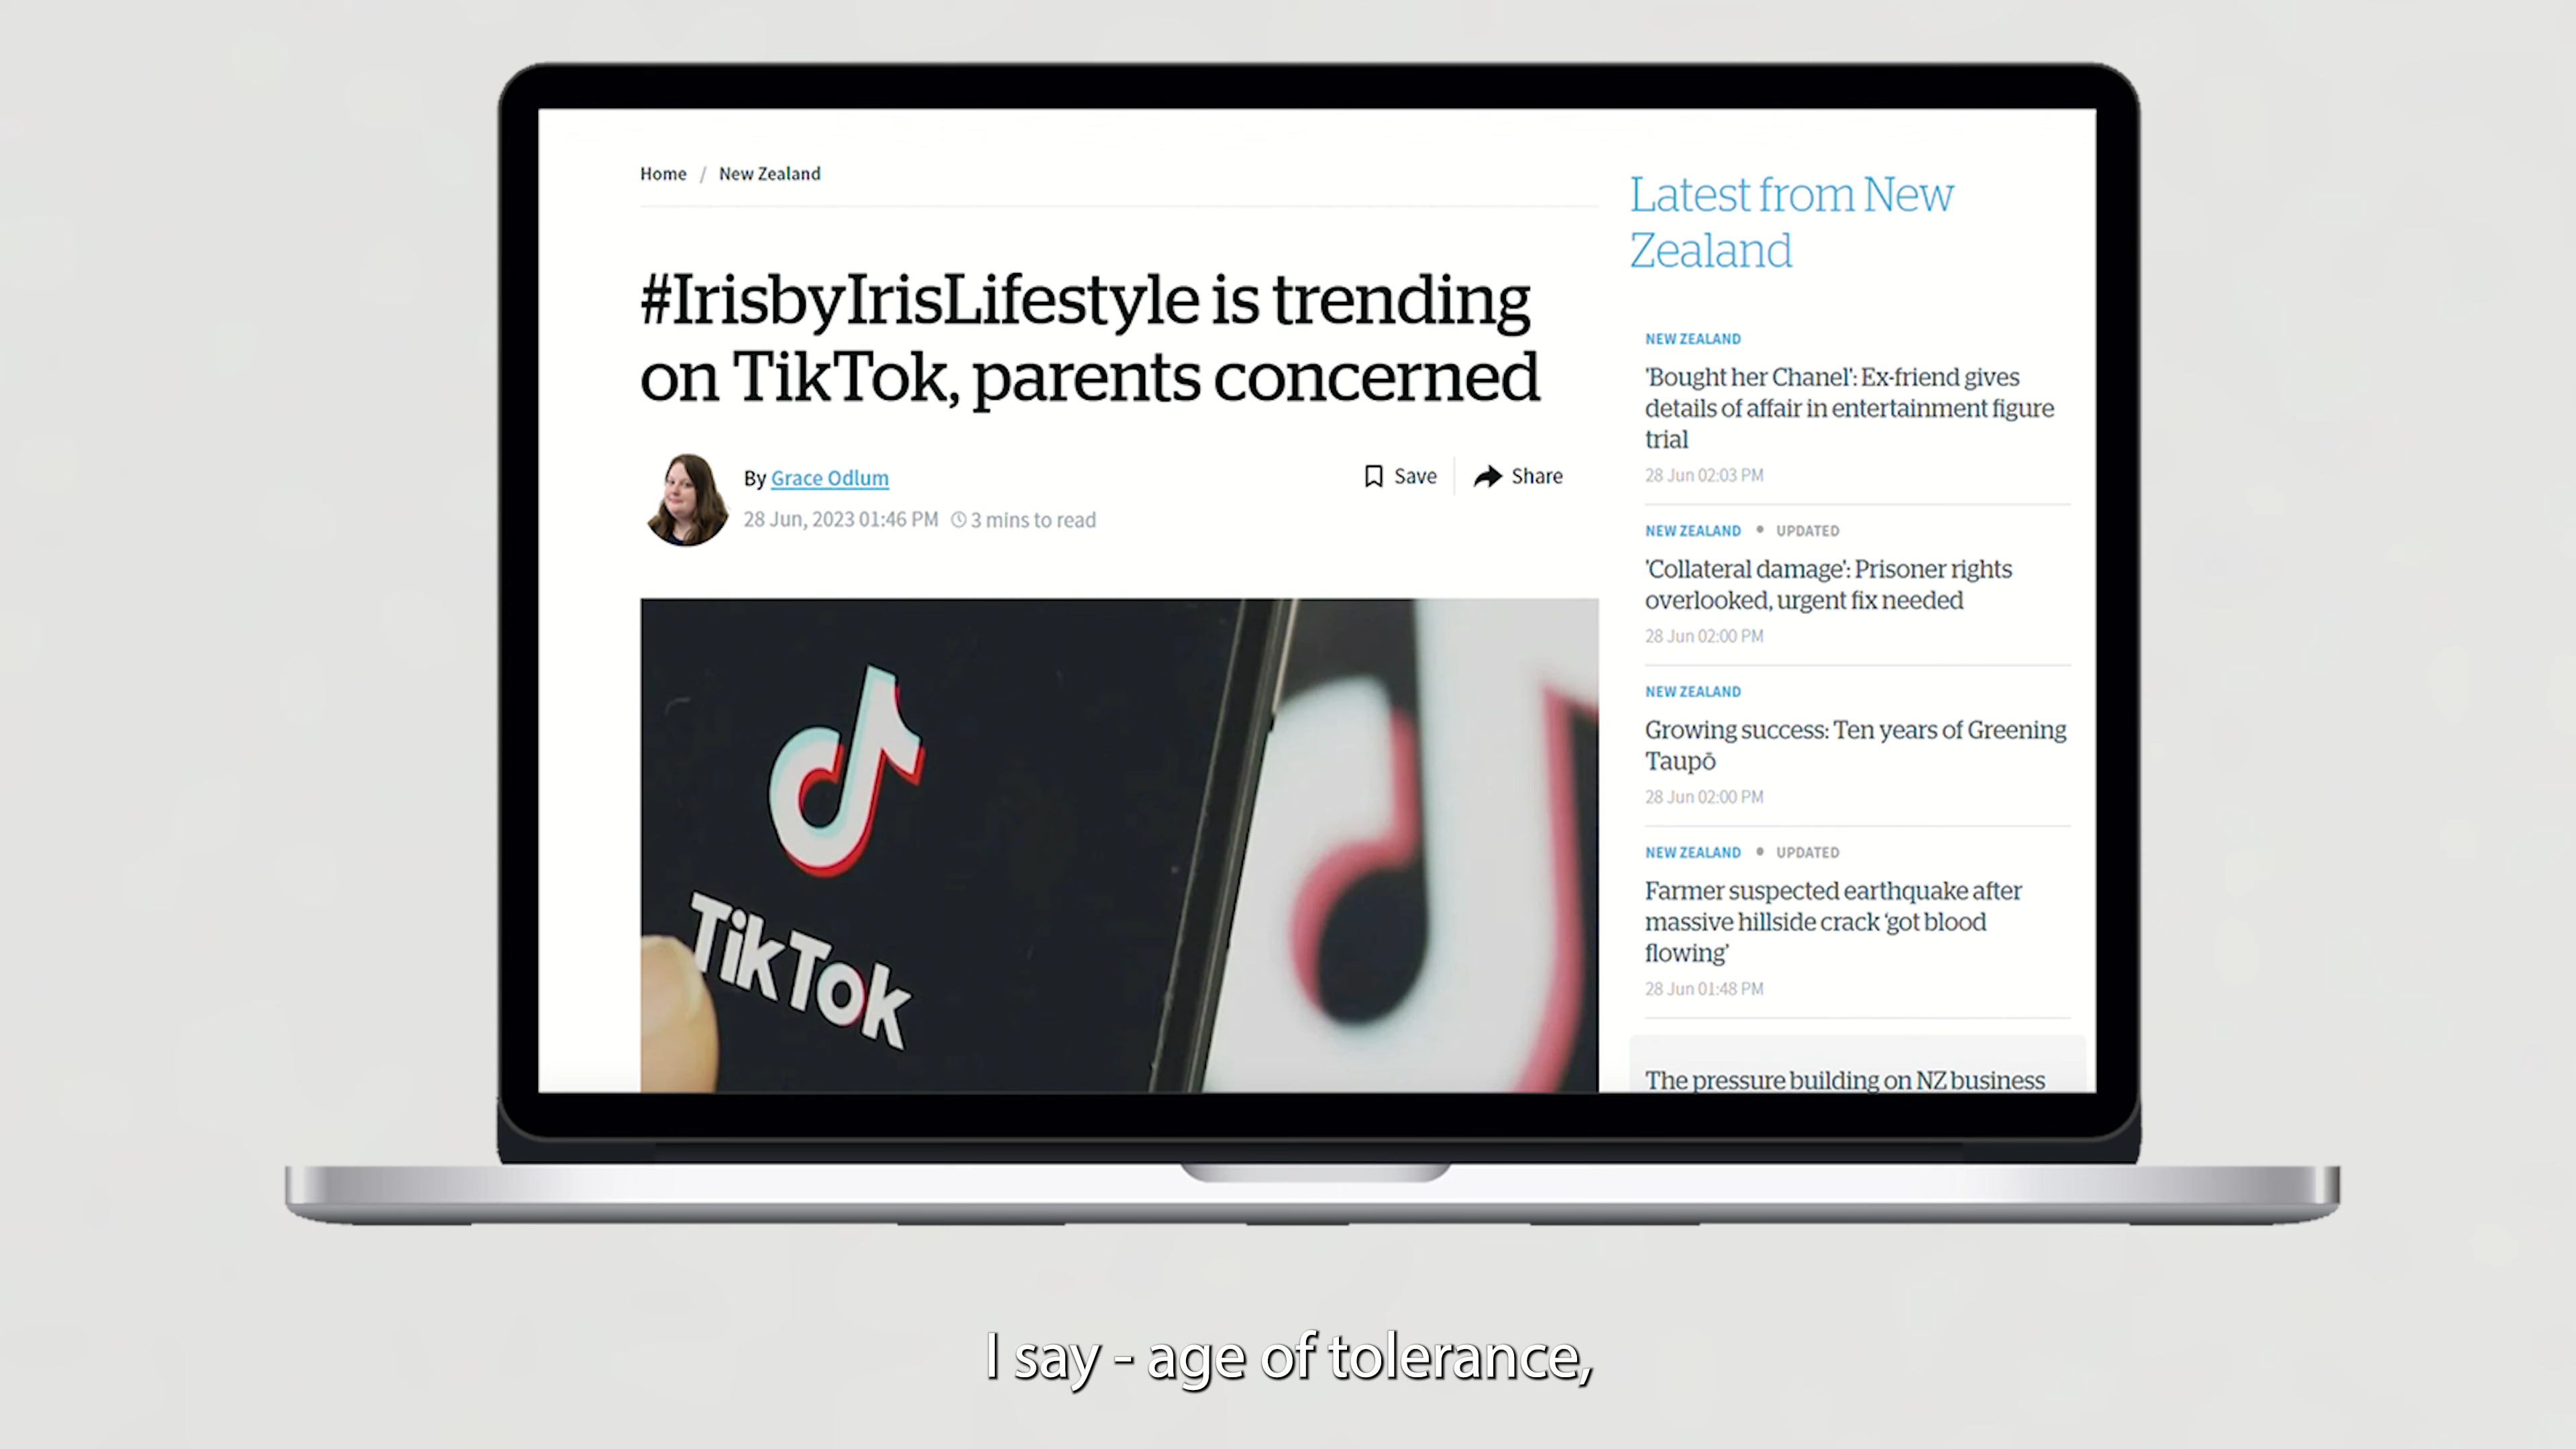 Home / New Zealand
#IrisbyIrisLifestyle is trending
on TikTok, parents concerned
By Grace Odlum
28 Jun, 2023 01:46 PM 3 mins to read
Save
Share
TikTok
Latest from New
Zealand
NEW ZEALAND
'Bought her Chanel': Ex-friend gives
details of affair in entertainment figure
trial
28 Jun 02:03 PM
NEW ZEALAND • UPDATED
'Collateral damage': Prisoner rights
overlooked, urgent fix needed
28 Jun 02:00 PM
NEW ZEALAND
Growing success: Ten years of Greening
Taupō
28 Jun 02:00 PM
NEW ZEALAND • UPDATED
Farmer suspected earthquake after
massive hillside crack ‘got blood
flowing’
28 Jun 01:48 PM
The pressure building on NZ business
I say - age of tolerance,